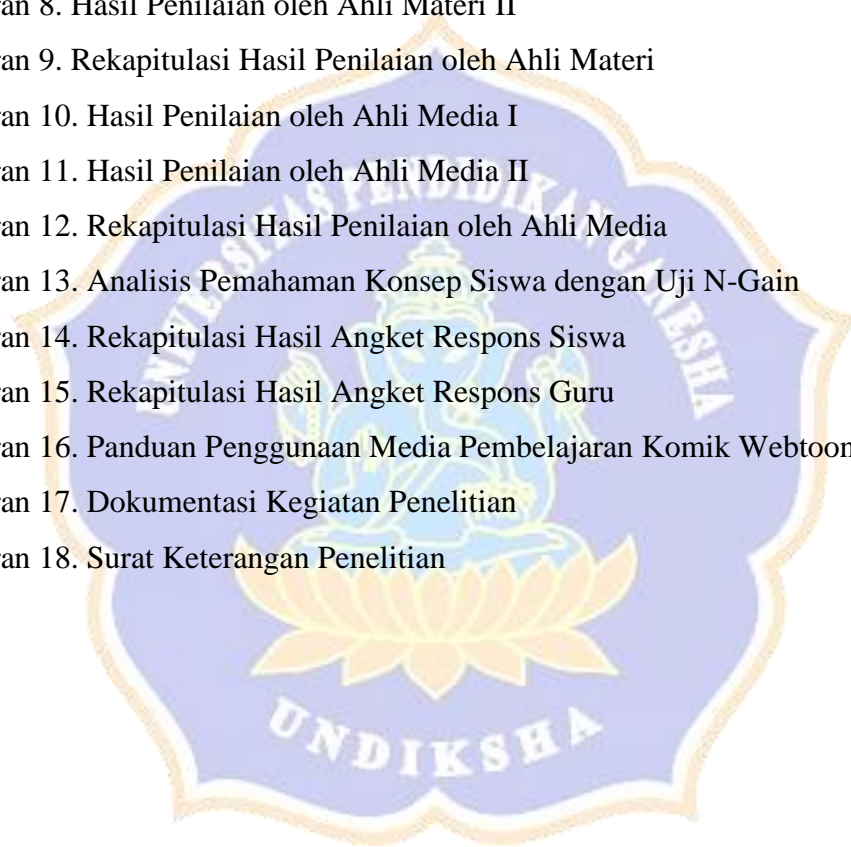 ran 8. Hasil Penilaian oleh Ahli Materi II
ran 9. Rekapitulasi Hasil Penilaian oleh Ahli Materi
ran 10. Hasil Penilaian oleh Ahli Media I
ran 11. Hasil Penilaian oleh Ahli Media II
ran 12. Rekapitulasi Hasil Penilaian oleh Ahli Media
ran 13. Analisis Pemahaman Konsep Siswa dengan Uji N-Gain
ran 14. Rekapitulasi Hasil Angket Respons Siswa
ran 15. Rekapitulasi Hasil Angket Respons Guru
ran 16. Panduan Penggunaan Media Pembelajaran Komik Webtoon
ran 17. Dokumentasi Kegiatan Penelitian
ran 18. Surat Keterangan Penelitian
UNIVERSITAS PENDIDIKAN GANESHA
UNDIKSHA